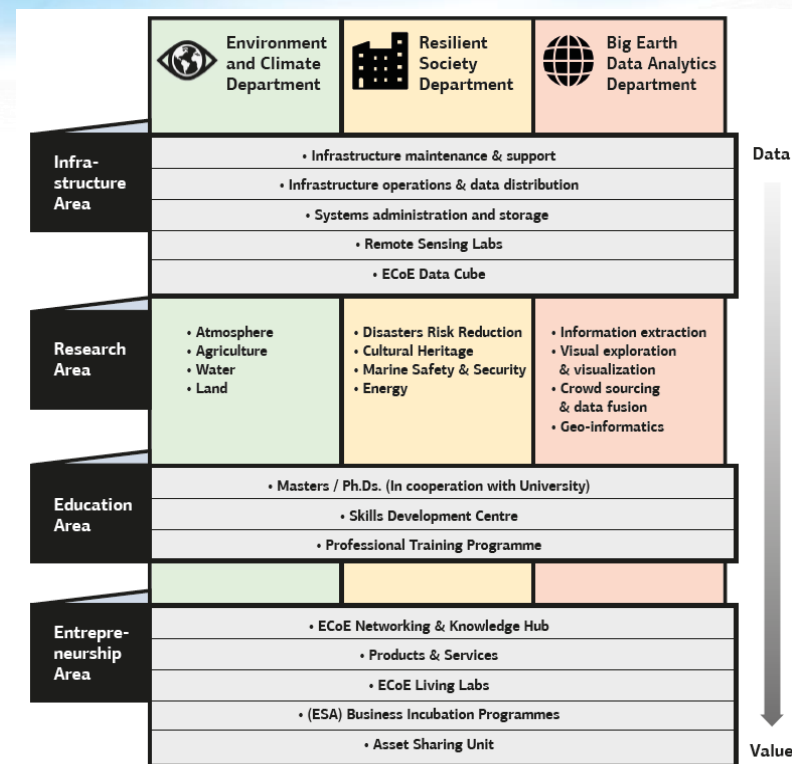 Environment
and Climate
Department
Resilient
Society
Department
Big Earth
Data Analytics
Department
Infra-
structure
Area
• Infrastructure maintenance & support
• Infrastructure operations & data distribution
• Systems administration and storage
• Remote Sensing Labs
• ECoE Data Cube
Data
Research
Area
• Atmosphere
• Agriculture
• Water
• Land
• Disasters Risk Reduction
• Cultural Heritage
• Marine Safety & Security
• Energy
• Information extraction
• Visual exploration
& visualization
• Crowd sourcing
& data fusion
• Geo-informatics
Education
Area
• Masters / Ph.Ds. (In cooperation with University)
• Skills Development Centre
• Professional Training Programme
Entrepre-
neurship
Area
• ECoE Networking & Knowledge Hub
• Products & Services
• ECoE Living Labs
• (ESA) Business Incubation Programmes
• Asset Sharing Unit
Value